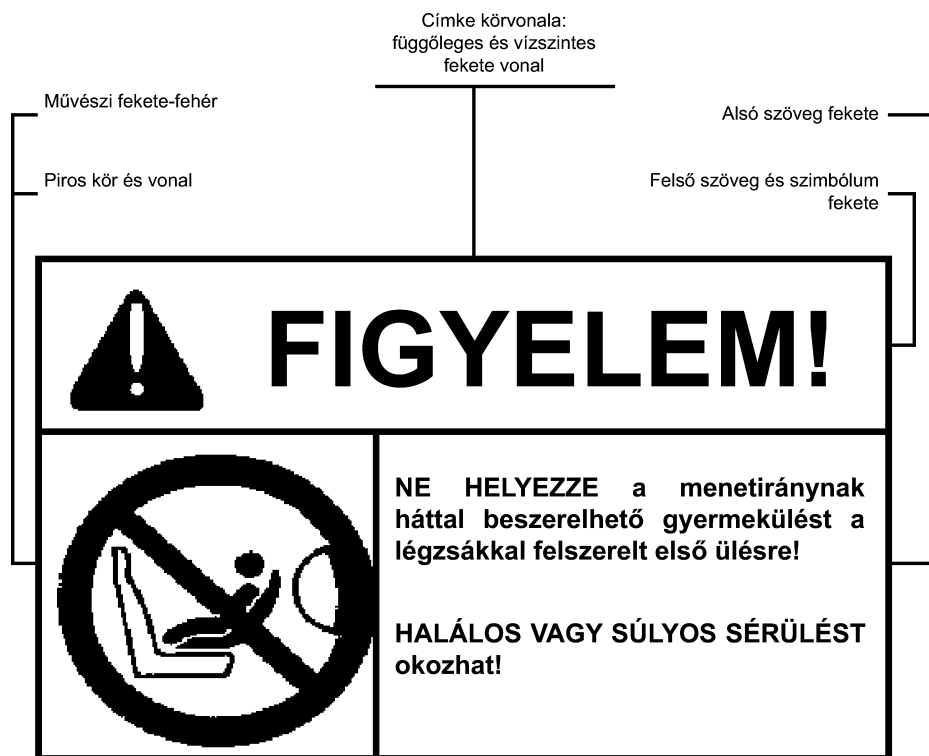 Címke körvonala:
függőleges és vízszintes
fekete vonal
Művészi fekete-fehér
Alsó szöveg fekete
Piros kör és vonal
Felső szöveg és szimbólum
fekete
FIGYELEM!
NE HELYEZZE a menetiránynak
háttal beszerelhető gyermekülést a
légzsákkal felszerelt első ülésre!
HALÁLOS VAGY SÚLYOS SÉRÜLÉST
okozhat!